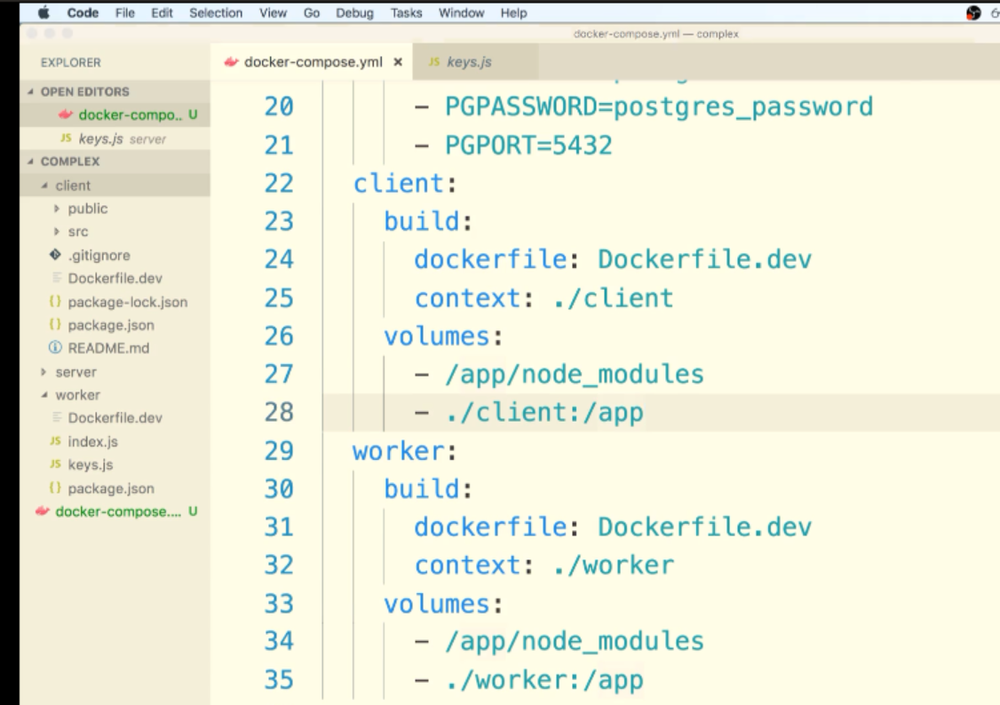 Code File Edit Selection View Go Debug Tasks Window Help
docker-compose.yml — complex
EXPLORER
OPEN EDITORS
docker-compo.. U
JS keys.js server
COMPLEX
client
public
src
.gitignore
Dockerfile.dev
{} package-lock.json
{} package.json
README.md
server
worker
Dockerfile.dev
JS index.js
JS keys.js
{} package.json
docker-compose.... U
docker-compose.yml × JS keys.js
20 - PGPASSWORD=postgres_password
21 - PGPORT=5432
22 client:
23 build:
24 dockerfile: Dockerfile.dev
25 context: ./client
26 volumes:
27 - /app/node_modules
28 - ./client:/app
29 worker:
30 build:
31 dockerfile: Dockerfile.dev
32 context: ./worker
33 volumes:
34 - /app/node_modules
35 - ./worker:/app